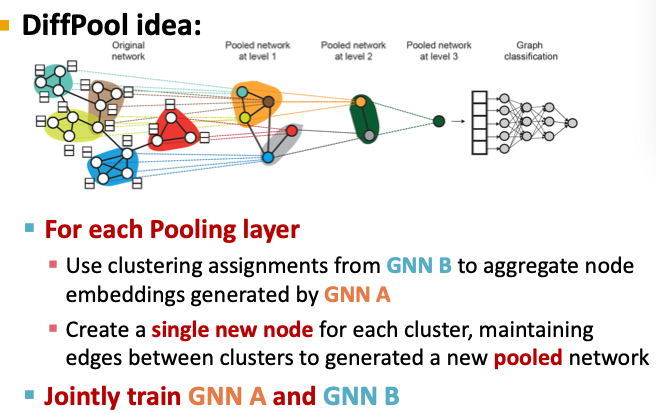 DiffPool idea:
Original network
Pooled network at level 1
Pooled network at level 2
Pooled network at level 3
Graph classification
For each Pooling layer
Use clustering assignments from GNN B to aggregate node
embeddings generated by GNN A
Create a single new node for each cluster, maintaining
edges between clusters to generated a new pooled network
Jointly train GNN A and GNN B